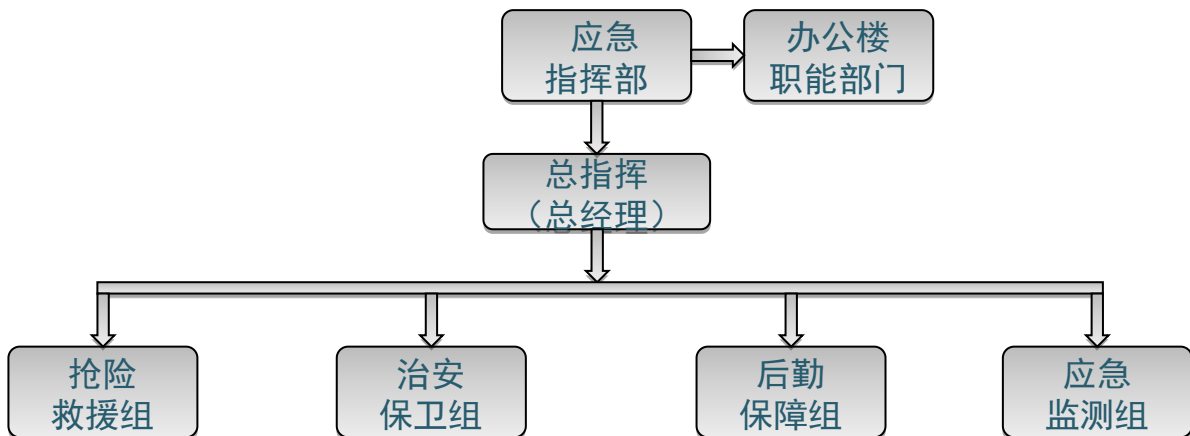 应急
指挥部
办公楼
职能部门
总指挥
（总经理）
抢险
救援组
治安
保卫组
后勤
保障组
应急
监测组